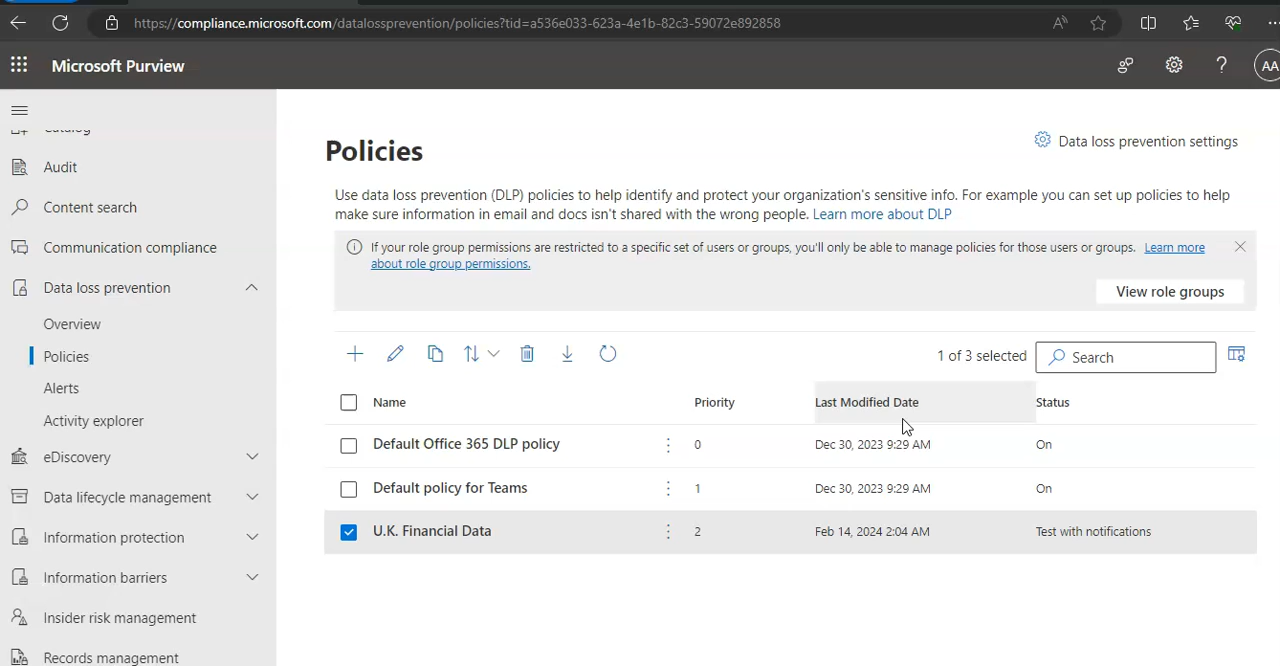 https://compliance.microsoft.com/datalossprevention/policies?tid=a536e033-623a-4e1b-82c3-59072e892858
Microsoft Purview
AA
Catalog
Audit
Content search
Communication compliance
Data loss prevention
Overview
Policies
Alerts
Activity explorer
eDiscovery
Data lifecycle management
Information protection
Information barriers
Insider risk management
Records management
Policies
Data loss prevention settings
Use data loss prevention (DLP) policies to help identify and protect your organization's sensitive info. For example you can set up policies to help
make sure information in email and docs isn't shared with the wrong people. Learn more about DLP
If your role group permissions are restricted to a specific set of users or groups, you'll only be able to manage policies for those users or groups. Learn more
about role group permissions.
View role groups
1 of 3 selected
Search
Name Priority Last Modified Date Status
Default Office 365 DLP policy 0 Dec 30, 2023 9:29 AM On
Default policy for Teams 1 Dec 30, 2023 9:29 AM On
U.K. Financial Data 2 Feb 14, 2024 2:04 AM Test with notifications